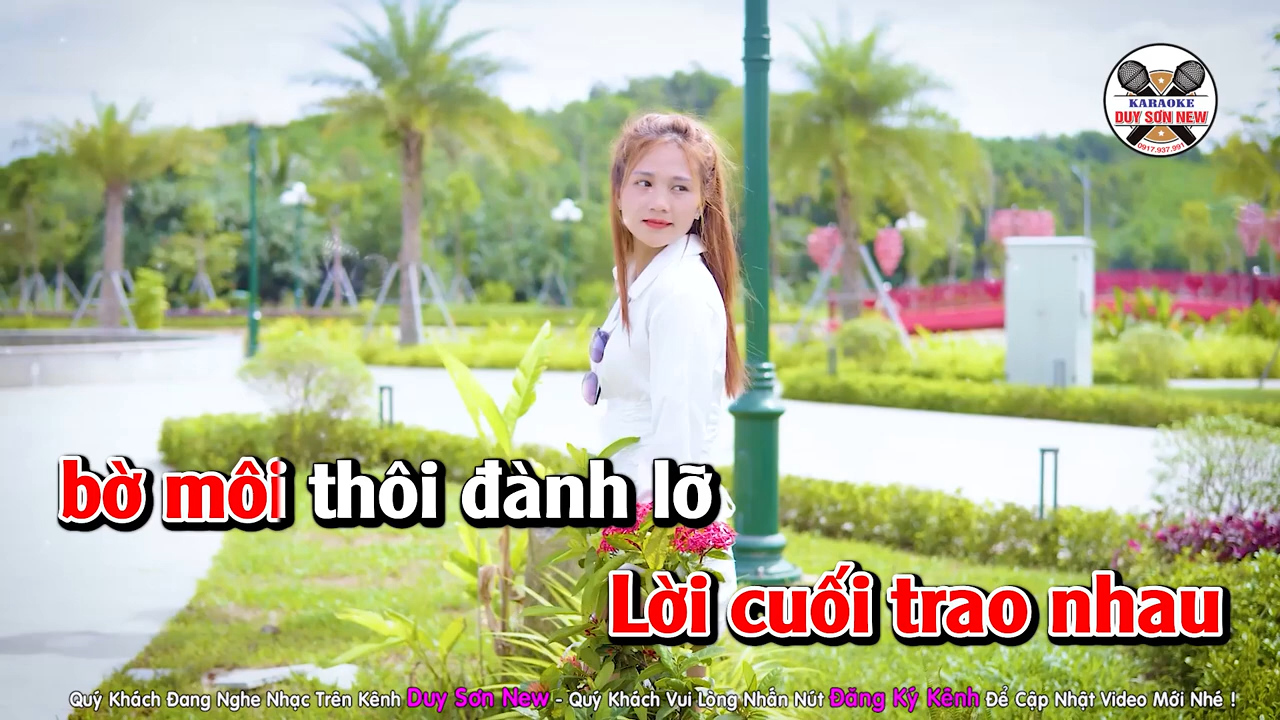 KARAOKE
DUY SƠN NEW
0917.937.991
bờ môi thôi đành lỡ
Lời cuối trao nhau
Quý Khách Đang Nghe Nhạc Trên Kênh Duy Sơn New - Quý Khách Vui Lòng Nhấn Nút Đăng Ký Kênh Để Cập Nhật Video Mới Nhé !